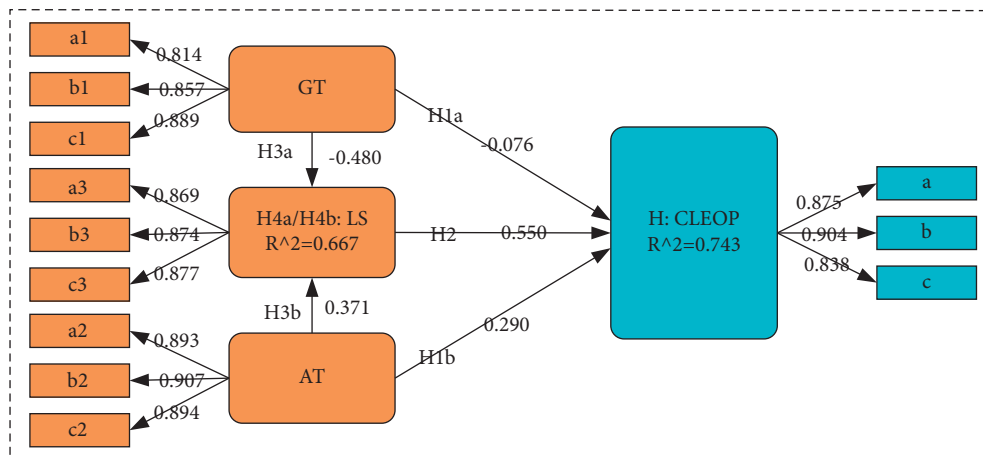 a1
0.814
b1
0.857
c1
0.889
GT
H3a
-0.480
a3
0.869
b3
0.874
c3
0.877
H4a/H4b: LS
R^2=0.667
H3b
0.371
a2
0.893
b2
0.907
c2
0.894
AT
H1a
-0.076
H2
0.550
H1b
0.290
H: CLEOP
R^2=0.743
0.875
a
0.904
b
0.838
c